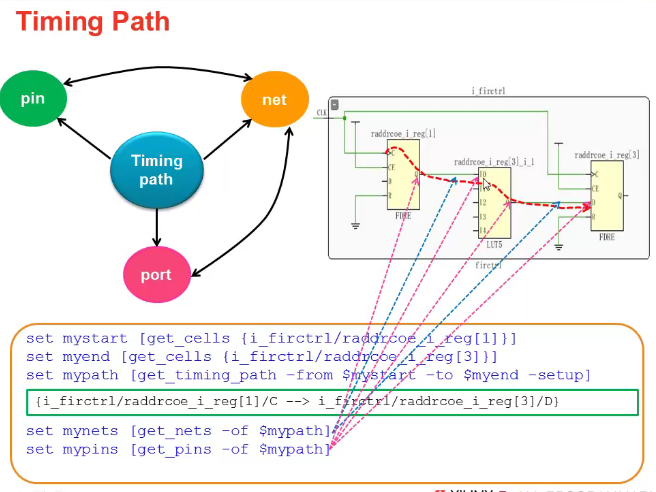 Timing Path
pin
net
Timing
path
port
i_firctrl
CLK
raddrcoe_i_reg[1]
raddrcoe_i_reg[3]_i_1
raddrcoe_i_reg[3]
C
CE
D
R
Q
FDRE
I0
I1
I2
I3
I4
O
LUT5
C
CE
D
R
Q
FDRE
firctrl
set mystart [get_cells {i_firctrl/raddrcoe_i_reg[1]}]
set myend [get_cells {i_firctrl/raddrcoe_i_reg[3]}]
set mypath [get_timing_path -from $mystart -to $myend -setup]
{i_firctrl/raddrcoe_i_reg[1]/C --> i_firctrl/raddrcoe_i_reg[3]/D}
set mynets [get_nets -of $mypath]
set mypins [get_pins -of $mypath]